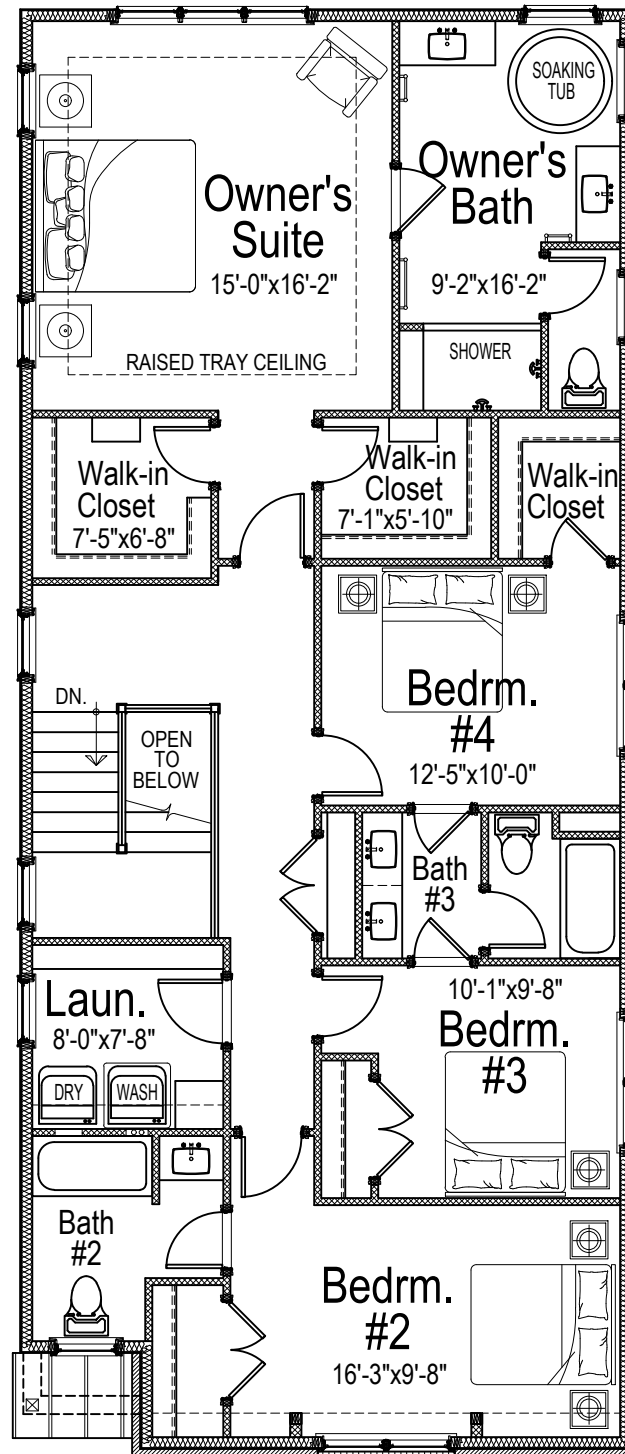 SOAKING
TUB
Owner's
Suite
15'-0"x16'-2"
Owner's
Bath
9'-2"x16'-2"
RAISED TRAY CEILING
SHOWER
Walk-in
Closet
7'-5"x6'-8"
Walk-in
Closet
7'-1"x5'-10"
Walk-in
Closet
DN.
OPEN
TO
BELOW
Bedrm.
#4
12'-5"x10'-0"
Bath
#3
Laun.
8'-0"x7'-8"
DRY
WASH
10'-1"x9'-8"
Bedrm.
#3
Bath
#2
Bedrm.
#2
16'-3"x9'-8"